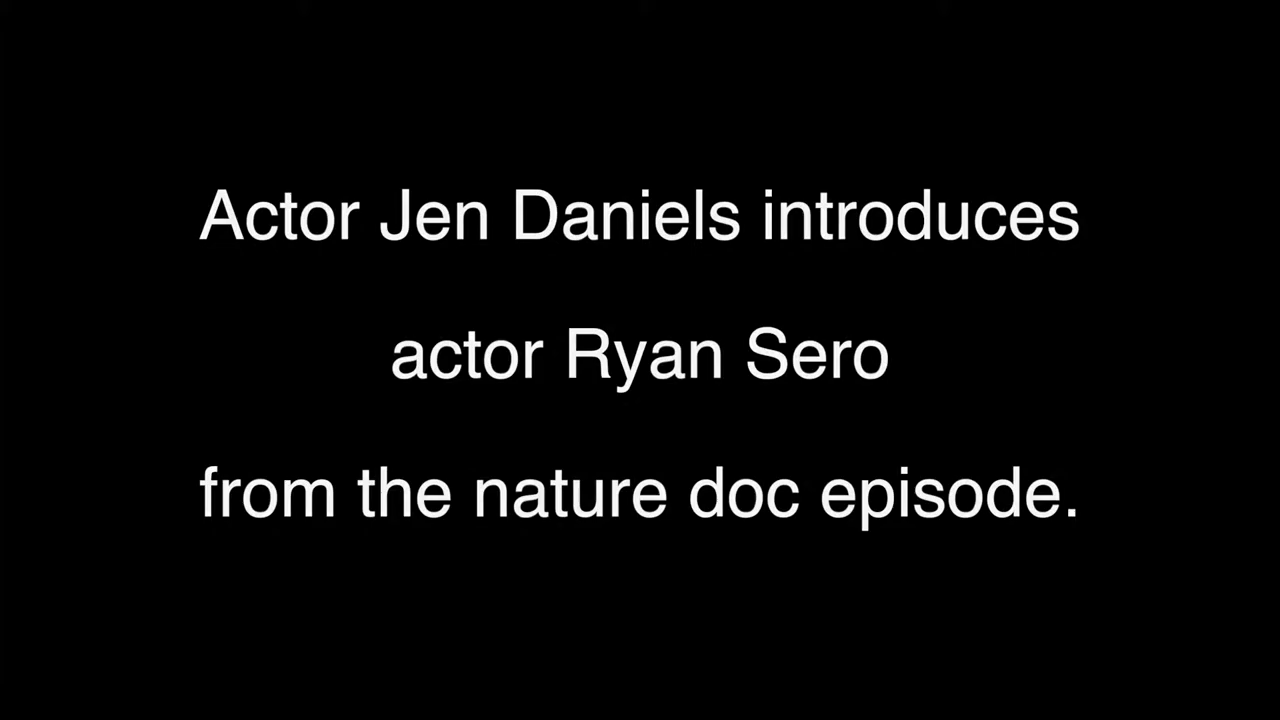 Actor Jen Daniels introduces
actor Ryan Sero
from the nature doc episode.